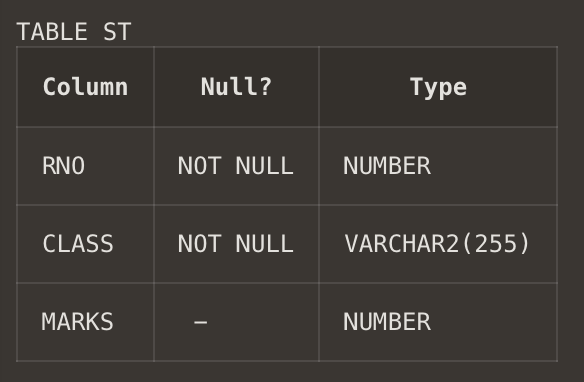 TABLE ST
Column Null? Type
RNO NOT NULL NUMBER
CLASS NOT NULL VARCHAR2(255)
MARKS – NUMBER